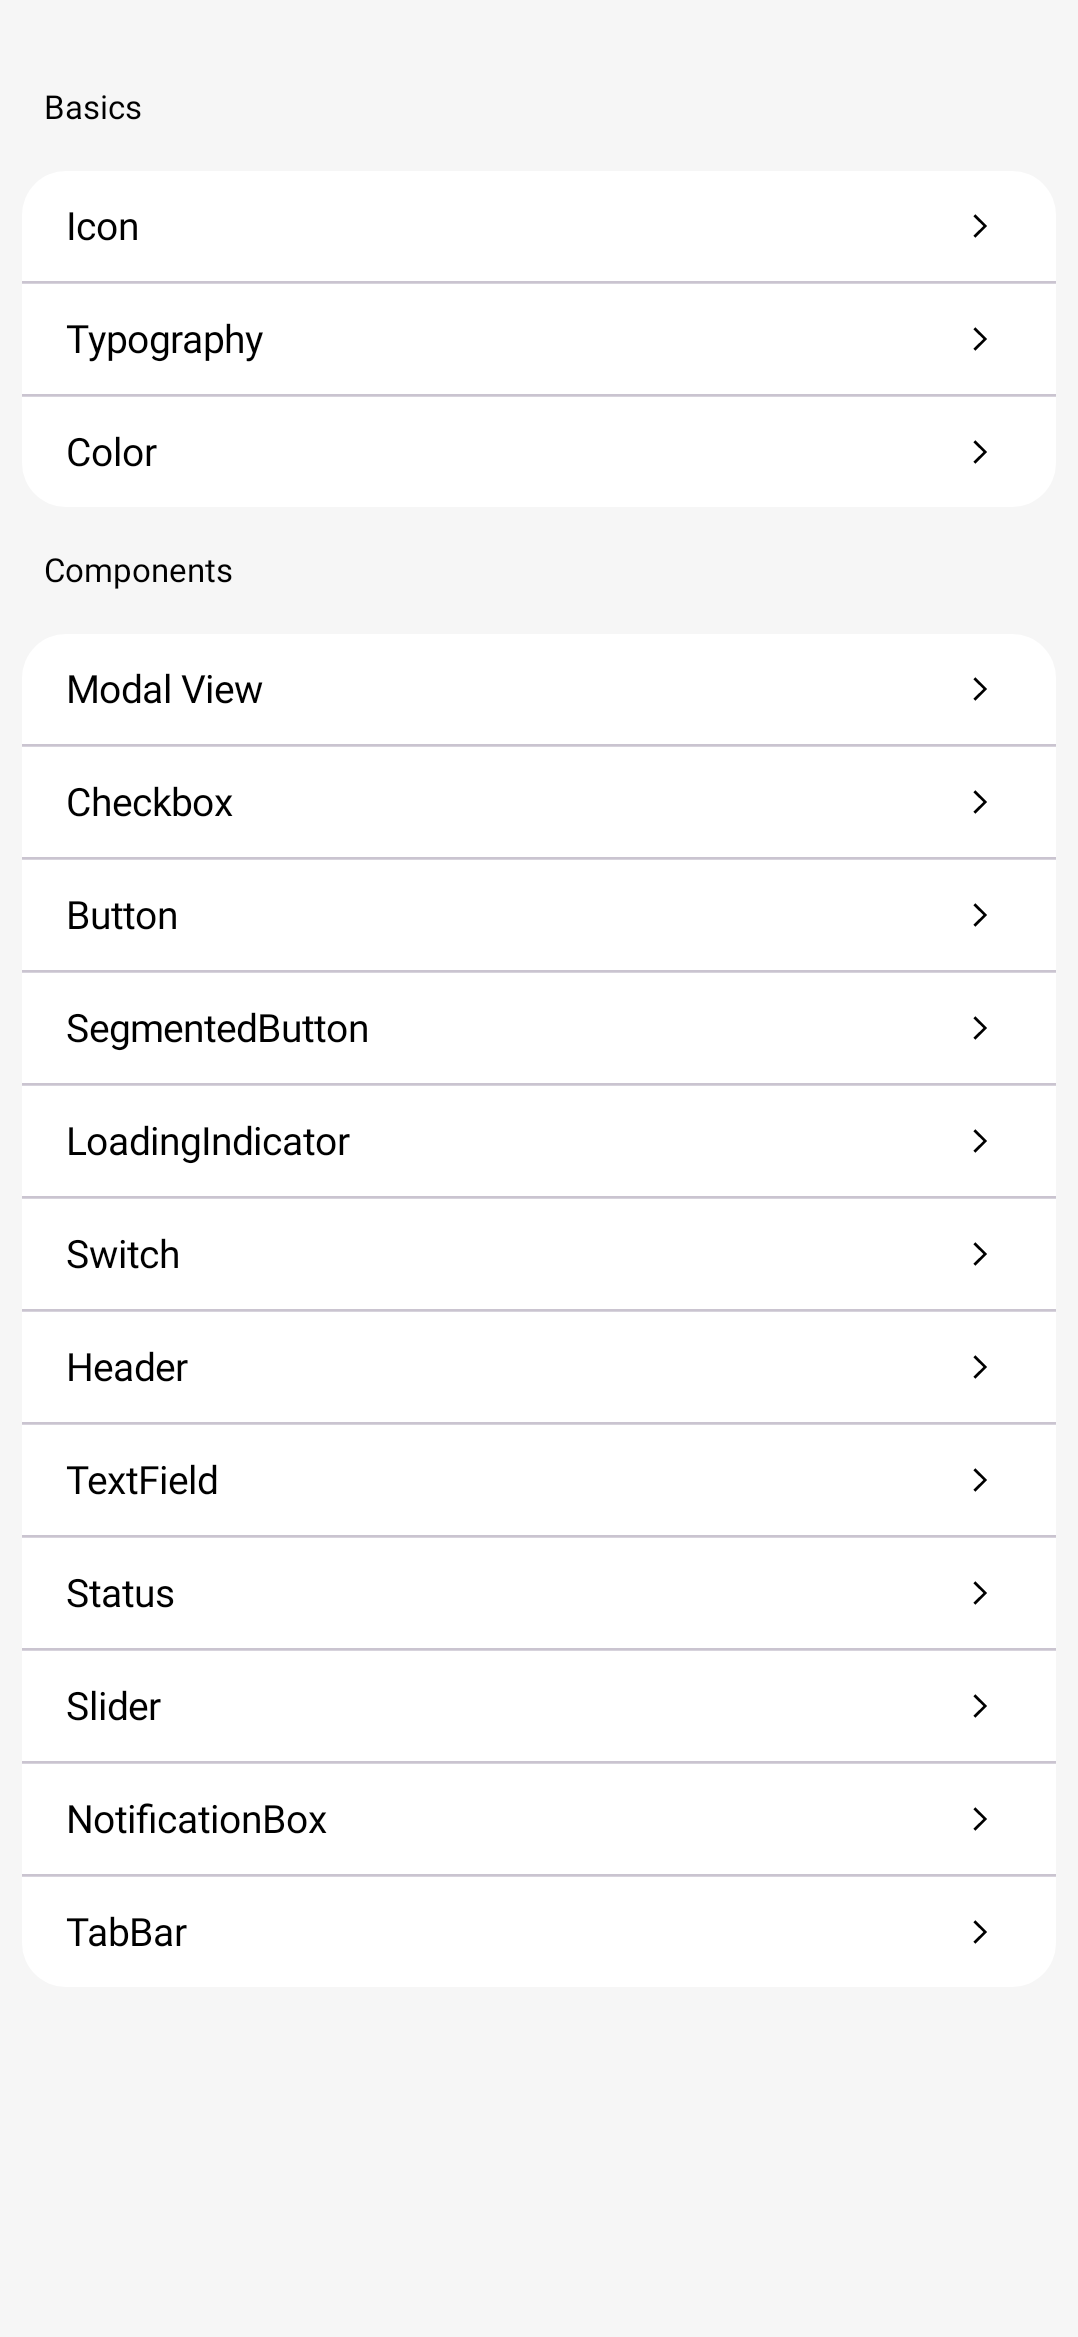 Basics
Icon
Typography
Color
Components
Modal View
Checkbox
Button
SegmentedButton
LoadingIndicator
Switch
Header
TextField
Status
Slider
NotificationBox
TabBar